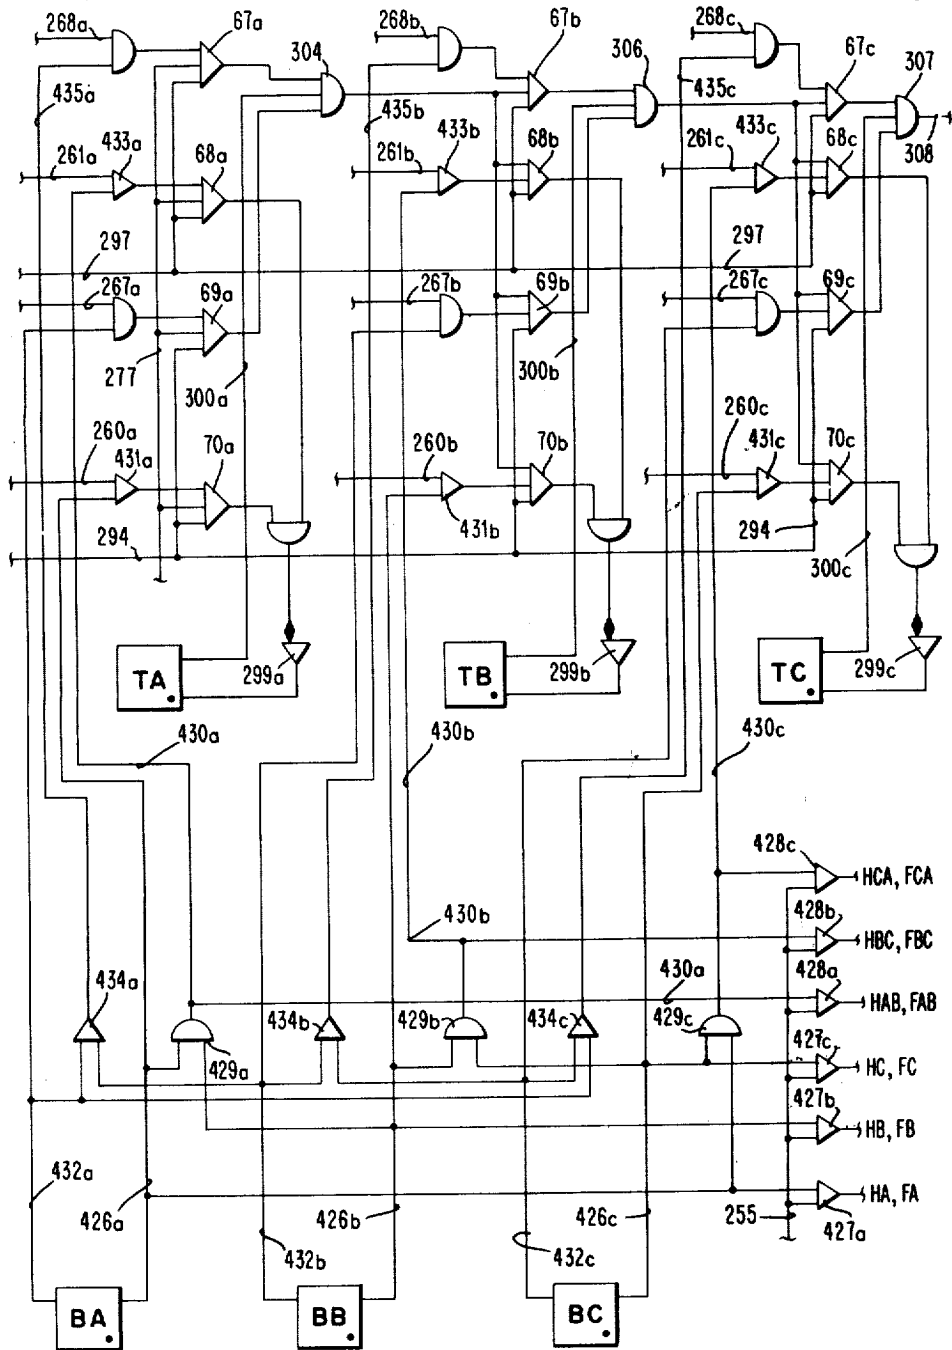 268a 67a 268b 67b 268c 67c
304 306 307
435a 435b 435c
433a 433b 433c 308
261a 68a 261b 68b 261c 68c
297 297
267a 69a 267b 69b 267c 69c
277 300a 300b
260a 431a 70a 260b 70b 260c 431c 70c
294 431b 294 300c
TA 299a TB 299b TC 299c
430a 430b 430c
428c
HCA, FCA
430b 428b
HBC, FBC
434a 430a 428a
434b 429b 434c 429c HAB, FAB
429a 427c
HC, FC
427b
HB, FB
432a
426a 426b 426c 255 HA, FA
432b 432c 427a
BA BB BC